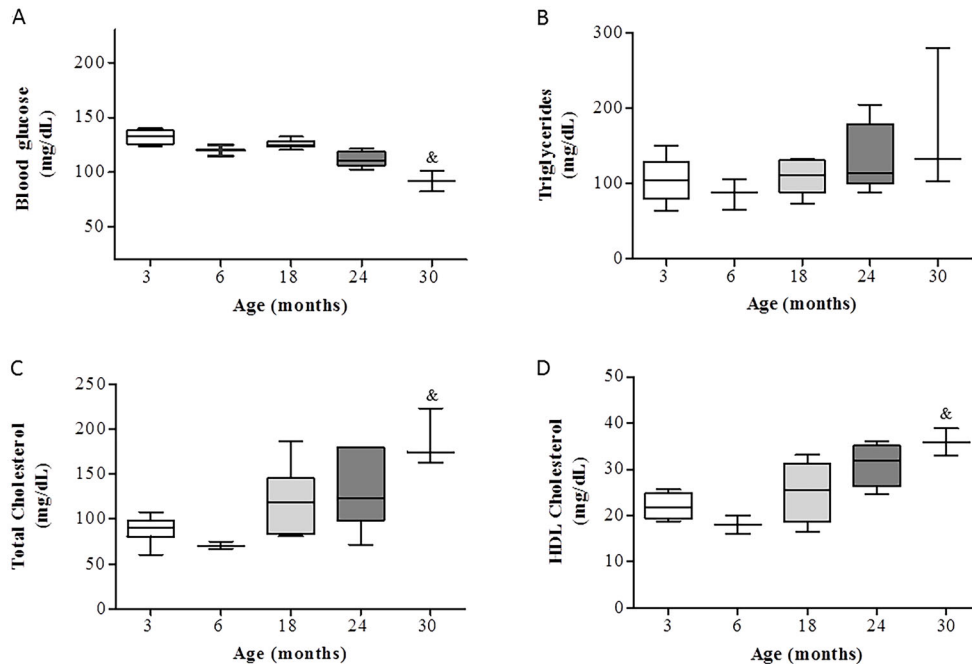 A
Blood glucose
(mg/dL)
200
150
100
50
&
3 6 18 24 30
Age (months)
B
Triglycerides
(mg/dL)
300
200
100
0
3 6 18 24 30
Age (months)
C
Total Cholesterol
(mg/dL)
250
200
150
100
50
0
&
3 6 18 24 30
Age (months)
D
HDL Cholesterol
(mg/dL)
50
40
30
20
10
0
&
3 6 18 24 30
Age (months)